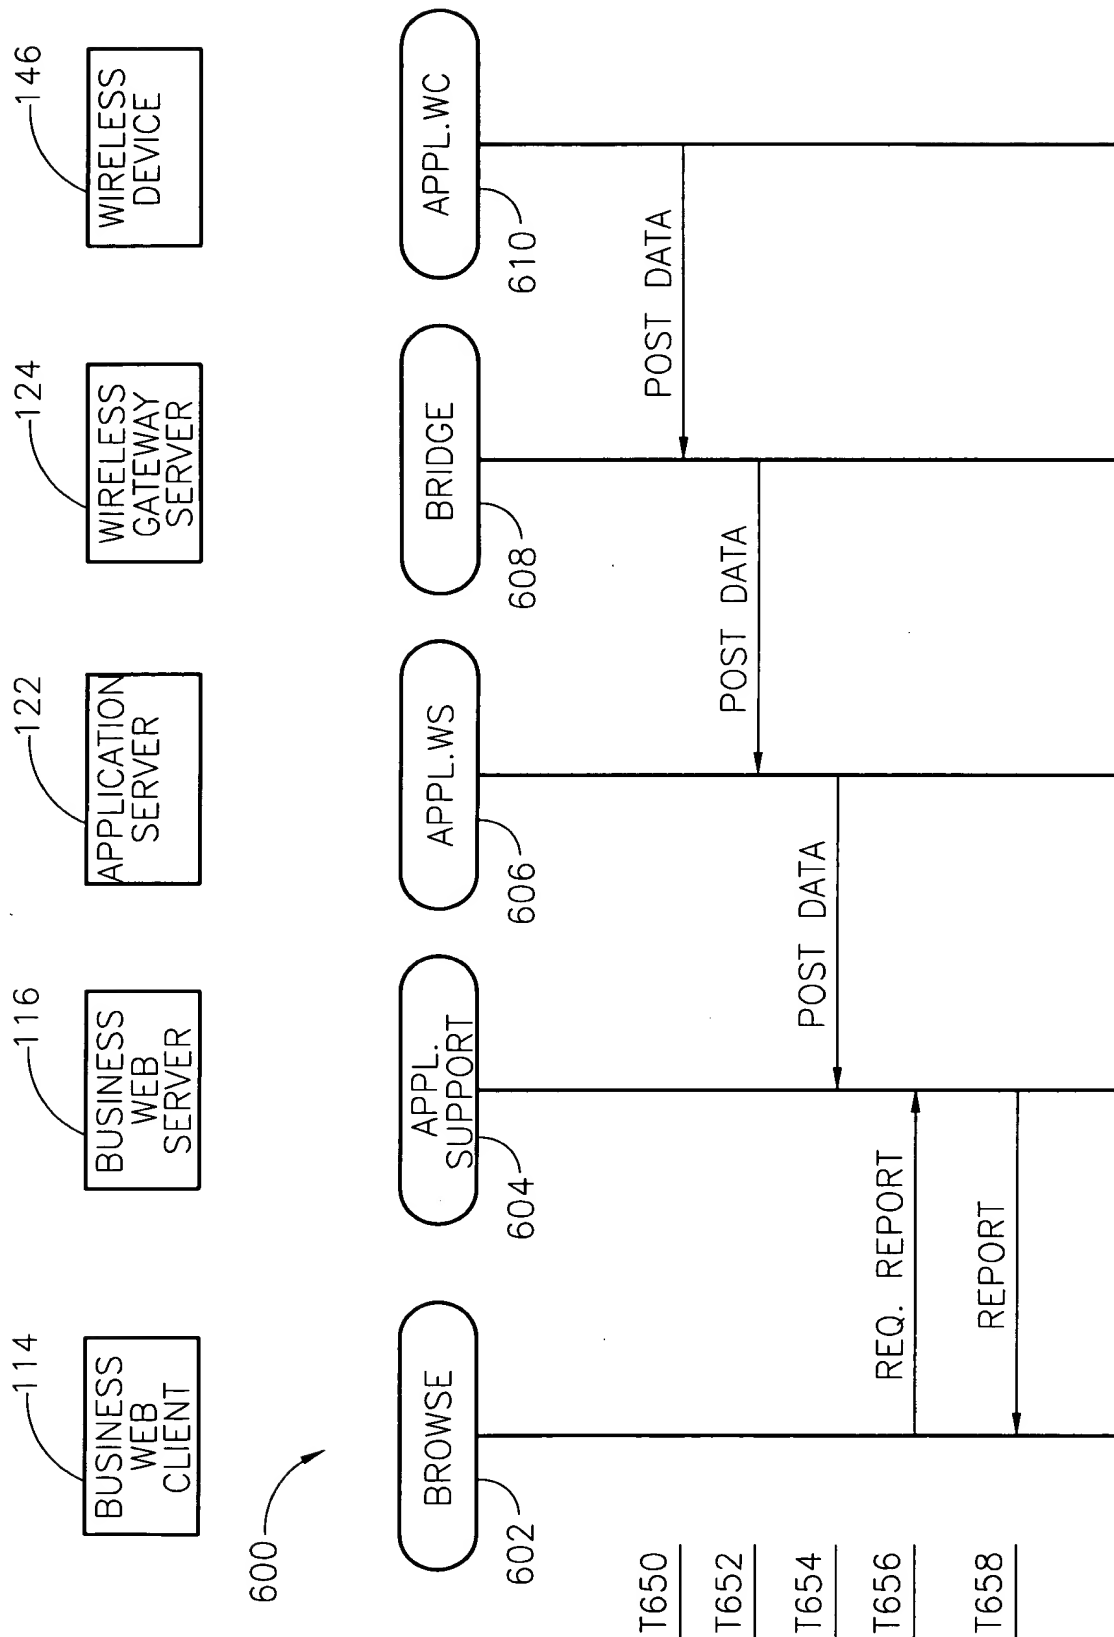 114
BUSINESS
WEB
CLIENT
116
BUSINESS
WEB
SERVER
122
APPLICATION
SERVER
124
WIRELESS
GATEWAY
SERVER
146
WIRELESS
DEVICE
600
BROWSE
602
APPL.
SUPPORT
604
APPL.WS
606
BRIDGE
608
APPL.WC
610
T650
POST DATA
T652
POST DATA
T654
POST DATA
T656
REQ. REPORT
T658
REPORT